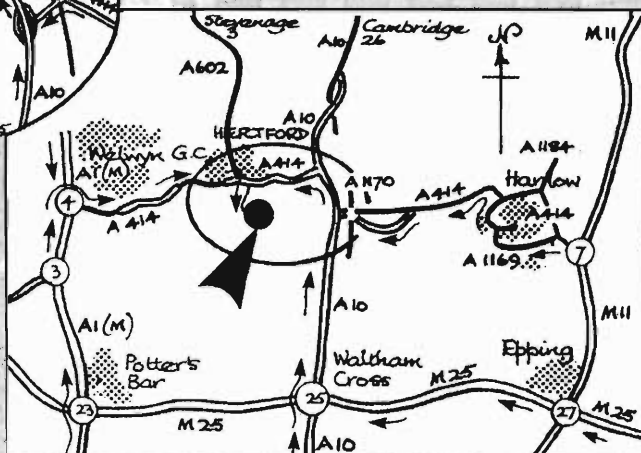 Stevenage
3
A10
Cambridge
26
N
M11
A602
A10
A10
HERTFORD
Welwyn G.C.
A1(M)
A414
A1170
A414
A1184
Harlow
A414
4
A414
7
A1169
3
A10
M11
A1(M)
Potter's
Bar
Waltham
Cross
Epping
M25
23
25
27
M25
M25
A10